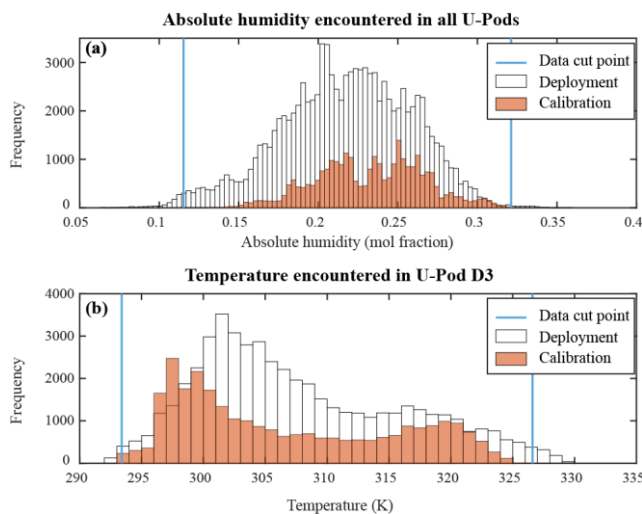 Absolute humidity encountered in all U-Pods
(a)
Data cut point
Deployment
Calibration
3000
2000
1000
0
Frequency
0.05 0.1 0.15 0.2 0.25 0.3 0.35 0.4
Absolute humidity (mol fraction)
Temperature encountered in U-Pod D3
(b)
Data cut point
Deployment
Calibration
4000
3000
2000
1000
0
Frequency
290 295 300 305 310 315 320 325 330 335
Temperature (K)